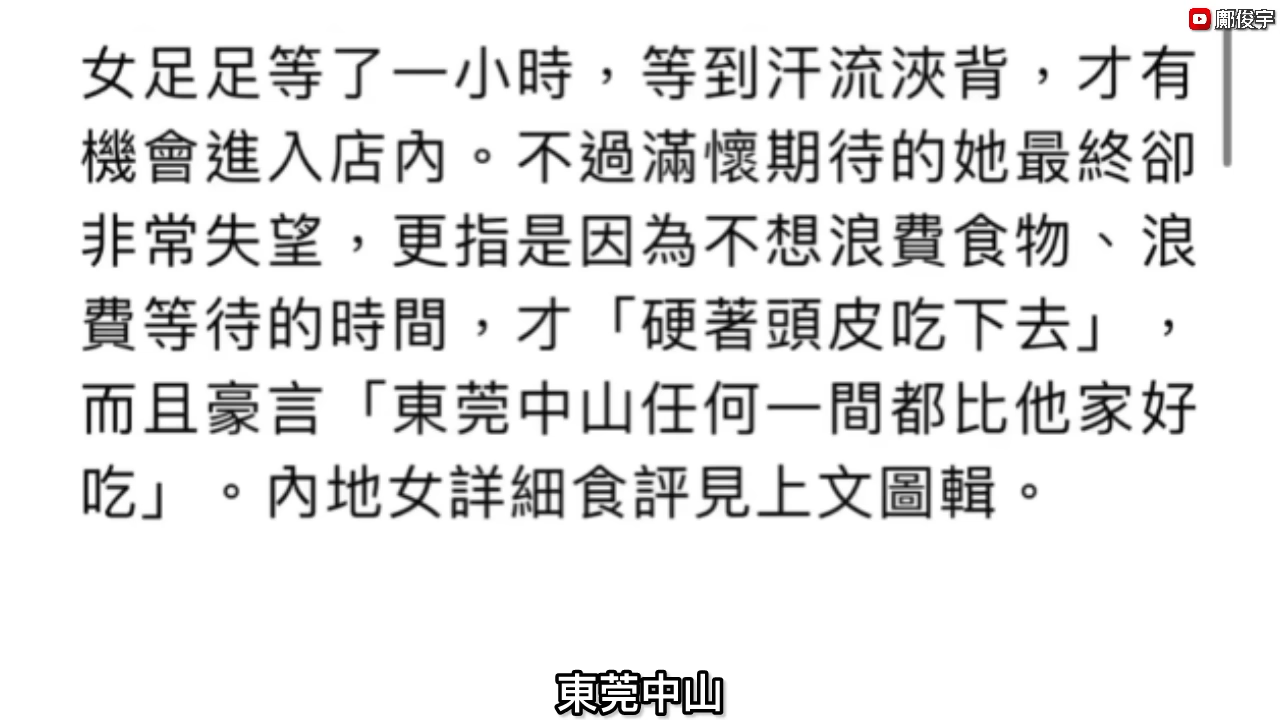 鄺俊宇
女足足等了一小時，等到汗流浹背，才有
機會進入店內。不過滿懷期待的她最終卻
非常失望，更指是因為不想浪費食物、浪
費等待的時間，才「硬著頭皮吃下去」，
而且豪言「東莞中山任何一間都比他家好
吃」。內地女詳細食評見上文圖輯。
東莞中山